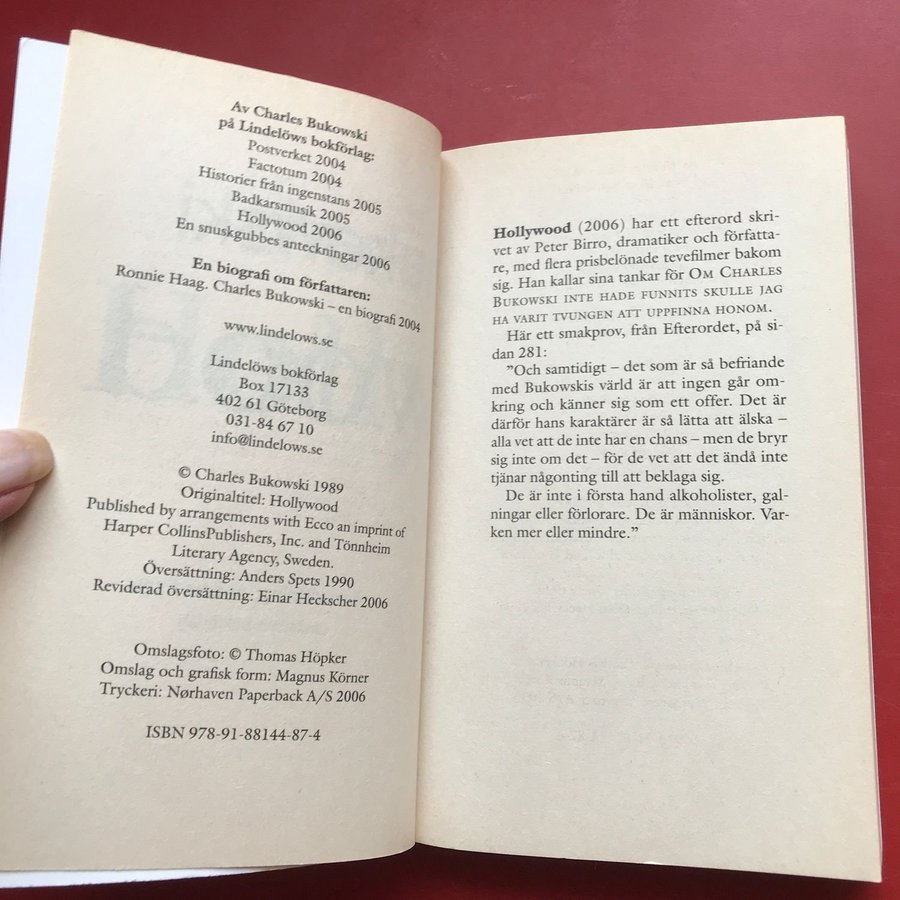 Av Charles Bukowski
på Lindelöws bokförlag:
Postverket 2004
Factotum 2004
Historier från ingenstans 2005
Badkarsmusik 2005
Hollywood 2006
En snuskgubbes anteckningar 2006
En biografi om författaren:
Ronnie Haag. Charles Bukowski – en biografi 2004
www.lindelows.se
Lindelöws bokförlag
Box 17133
402 61 Göteborg
031-84 67 10
info@lindelows.se
© Charles Bukowski 1989
Originaltitel: Hollywood
Published by arrangements with Ecco an imprint of
Harper CollinsPublishers, Inc. and Tönnheim
Literary Agency, Sweden.
Översättning: Anders Spets 1990
Reviderad översättning: Einar Heckscher 2006
Omslagsfoto: © Thomas Höpker
Omslag och grafisk form: Magnus Körner
Tryckeri: Nørhaven Paperback A/S 2006
ISBN 978-91-88144-87-4
Hollywood (2006) har ett efterord skri-
vet av Peter Birro, dramatiker och författa-
re, med flera prisbelönade tevefilmer bakom
sig. Han kallar sina tankar för OM CHARLES
BUKOWSKI INTE HADE FUNNITS SKULLE JAG
HA VARIT TVUNGEN ATT UPPFINNA HONOM.
Här ett smakprov, från Efterordet, på si-
dan 281:
”Och samtidigt – det som är så befriande
med Bukowskis värld är att ingen går om-
kring och känner sig som ett offer. Det är
därför hans karaktärer är så lätta att älska –
alla vet att de inte har en chans – men de bryr
sig inte om det – för de vet att det ändå inte
tjänar någonting till att beklaga sig.
De är inte i första hand alkoholister, gal-
ningar eller förlorare. De är människor. Var-
ken mer eller mindre.”